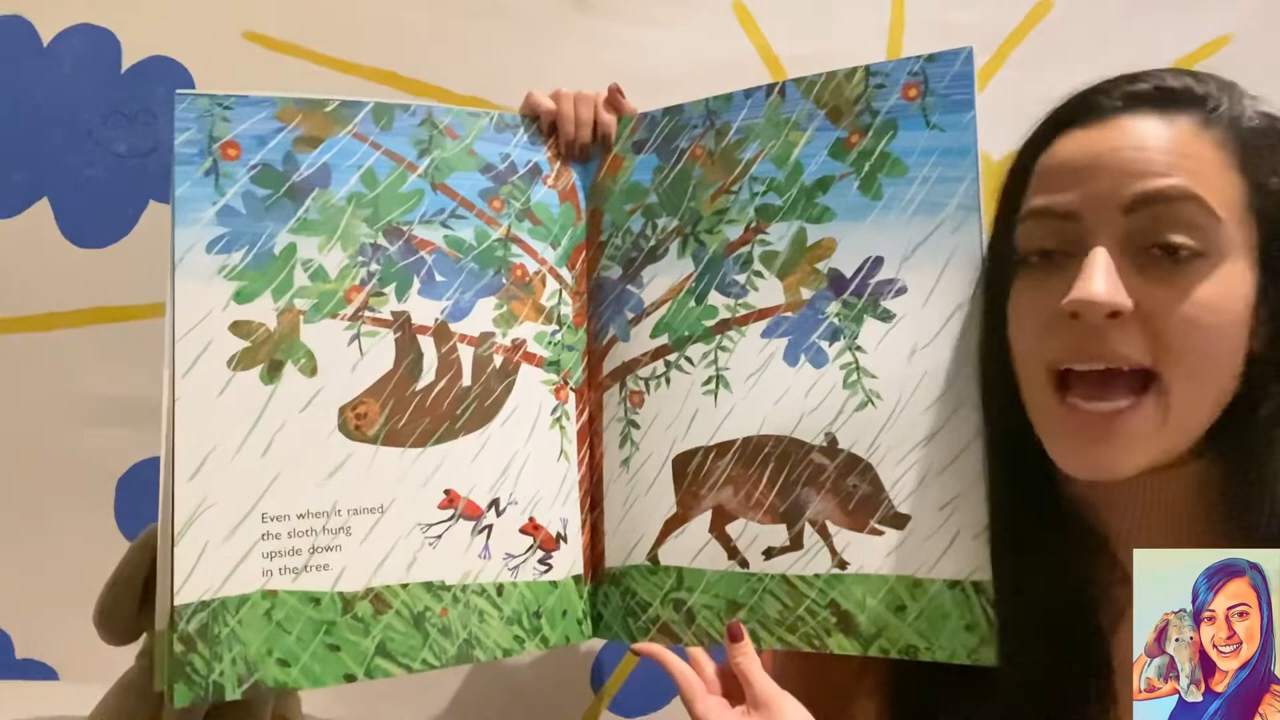 Even when it rained
the sloth hung
upside down
in the tree.